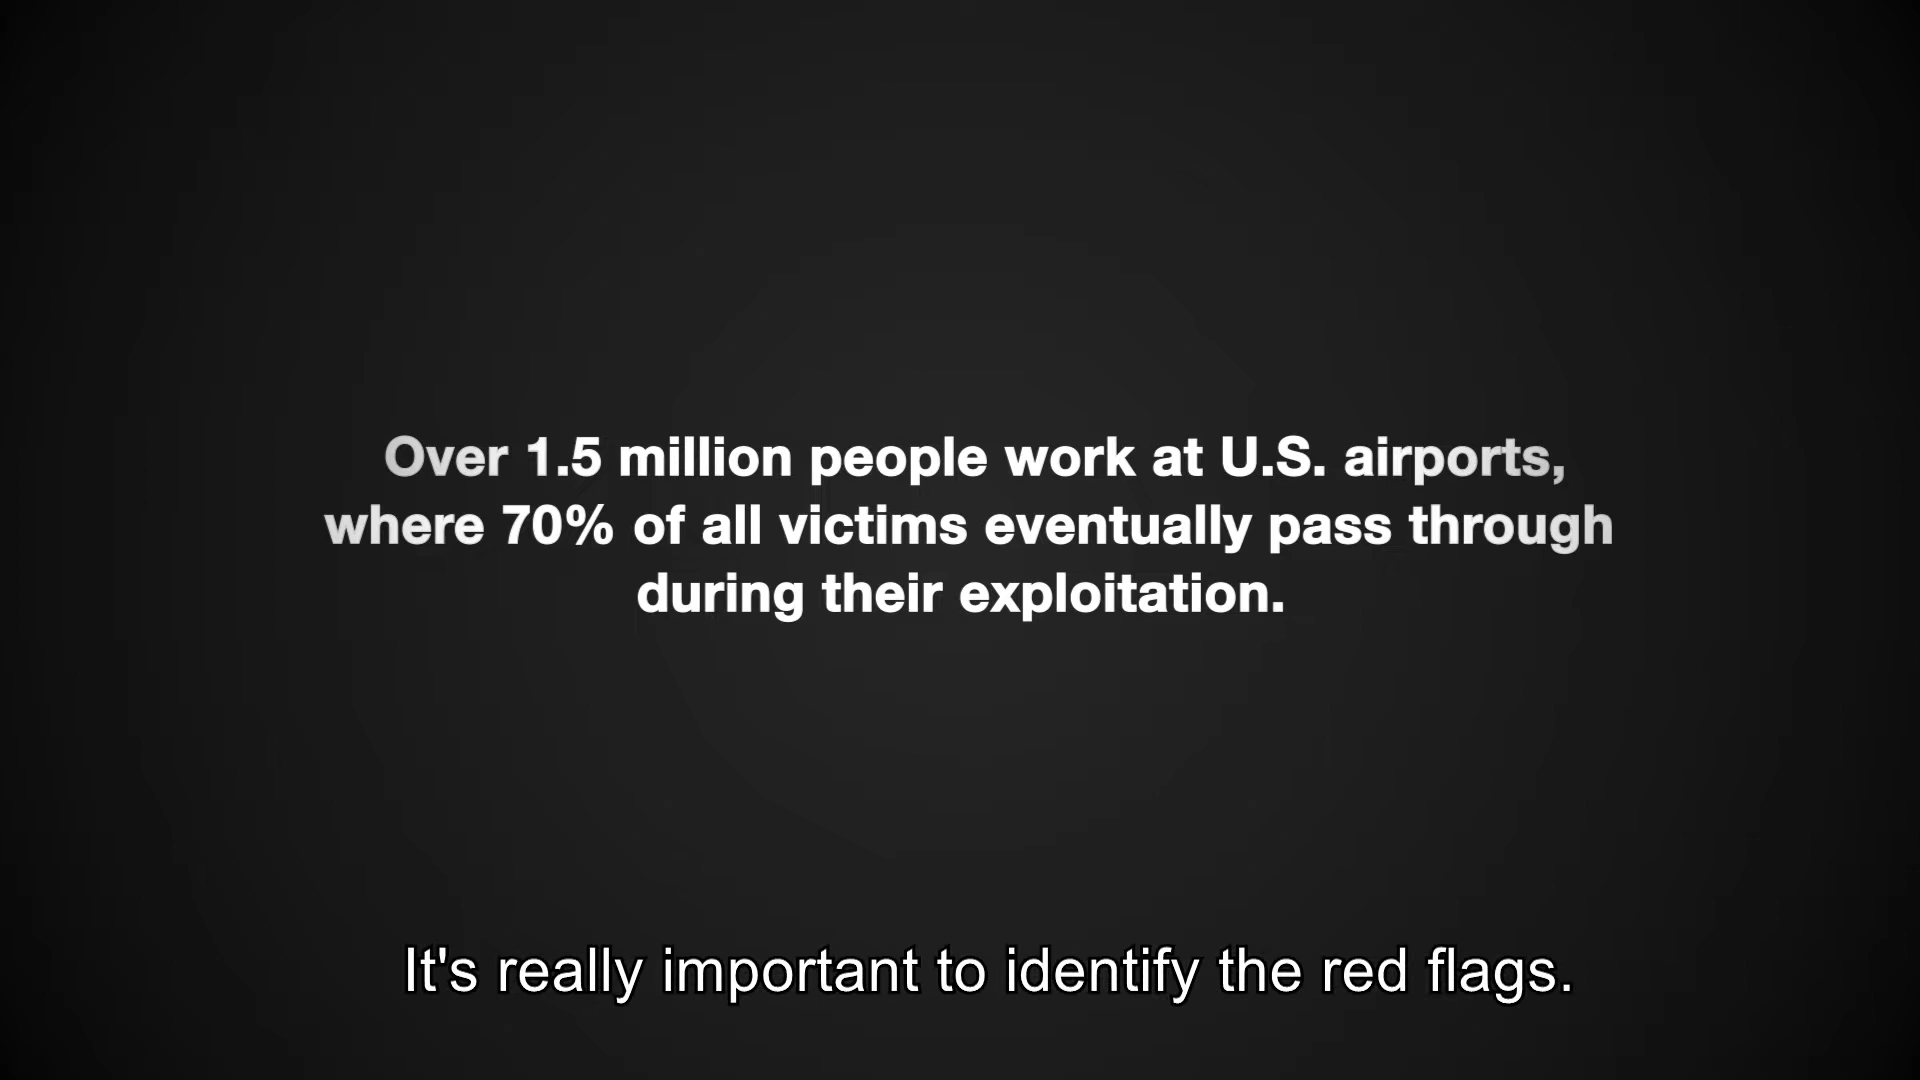 Over 1.5 million people work at U.S. airports,
where 70% of all victims eventually pass through
during their exploitation.
It's really important to identify the red flags.